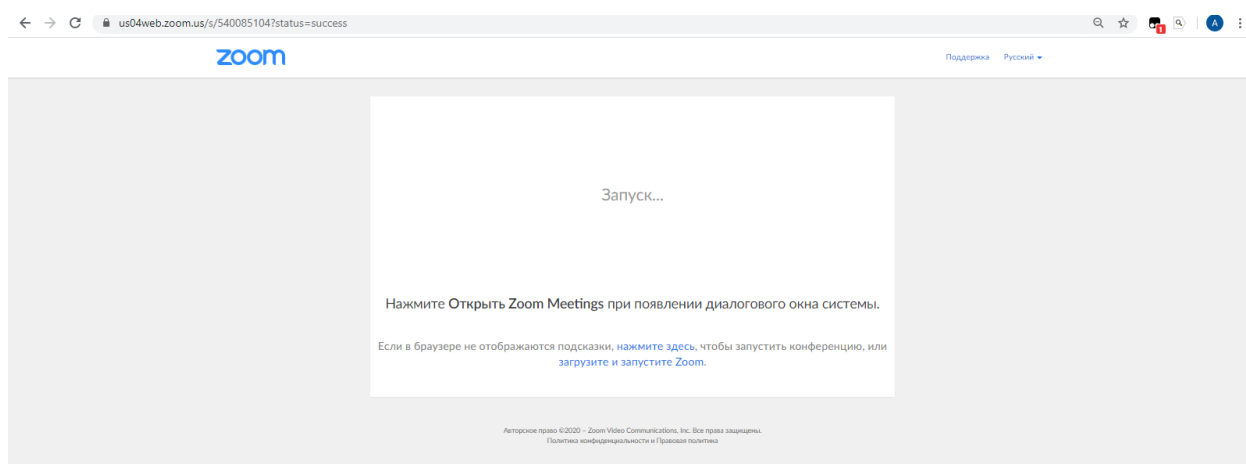 us04web.zoom.us/s/540085104?status=success
1
A
zoom
Поддержка Русский
Запуск...
Нажмите Открыть Zoom Meetings при появлении диалогового окна системы.
Если в браузере не отображаются подсказки, нажмите здесь, чтобы запустить конференцию, или
загрузите и запустите Zoom.
Авторское право ©2020 – Zoom Video Communications, Inc. Все права защищены.
Политика конфиденциальности и Правовая политика